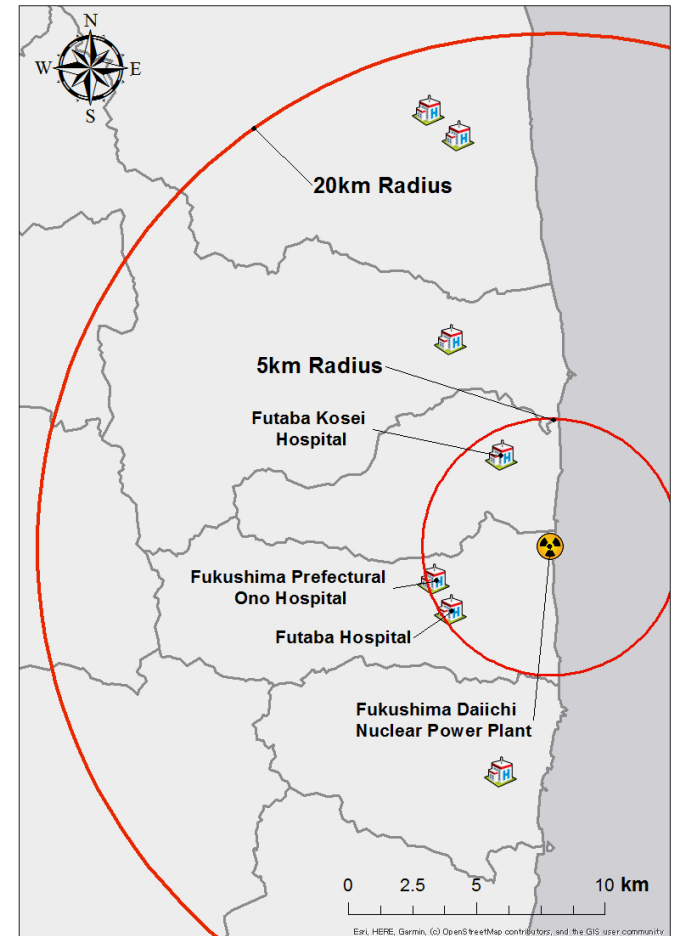 N
W E
S
20km Radius
5km Radius
Futaba Kosei
Hospital
H
H
H
H
Fukushima Prefectural
Ono Hospital
H
Futaba Hospital
H
Fukushima Daiichi
Nuclear Power Plant
H
0 2.5 5 10 km
Esri, HERE, Garmin, (c) OpenStreetMap contributors, and the GIS user community